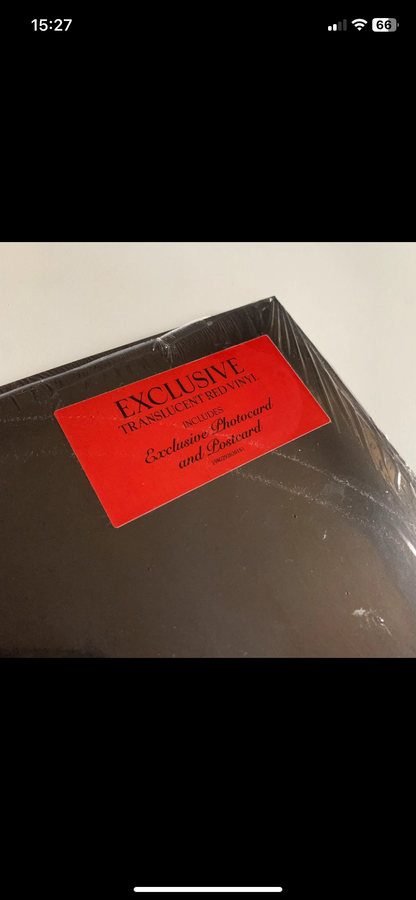 15:27
66
EXCLUSIVE
TRANSLUCENT RED VINYL
INCLUDES
Exclusive Photocard
and Postcard